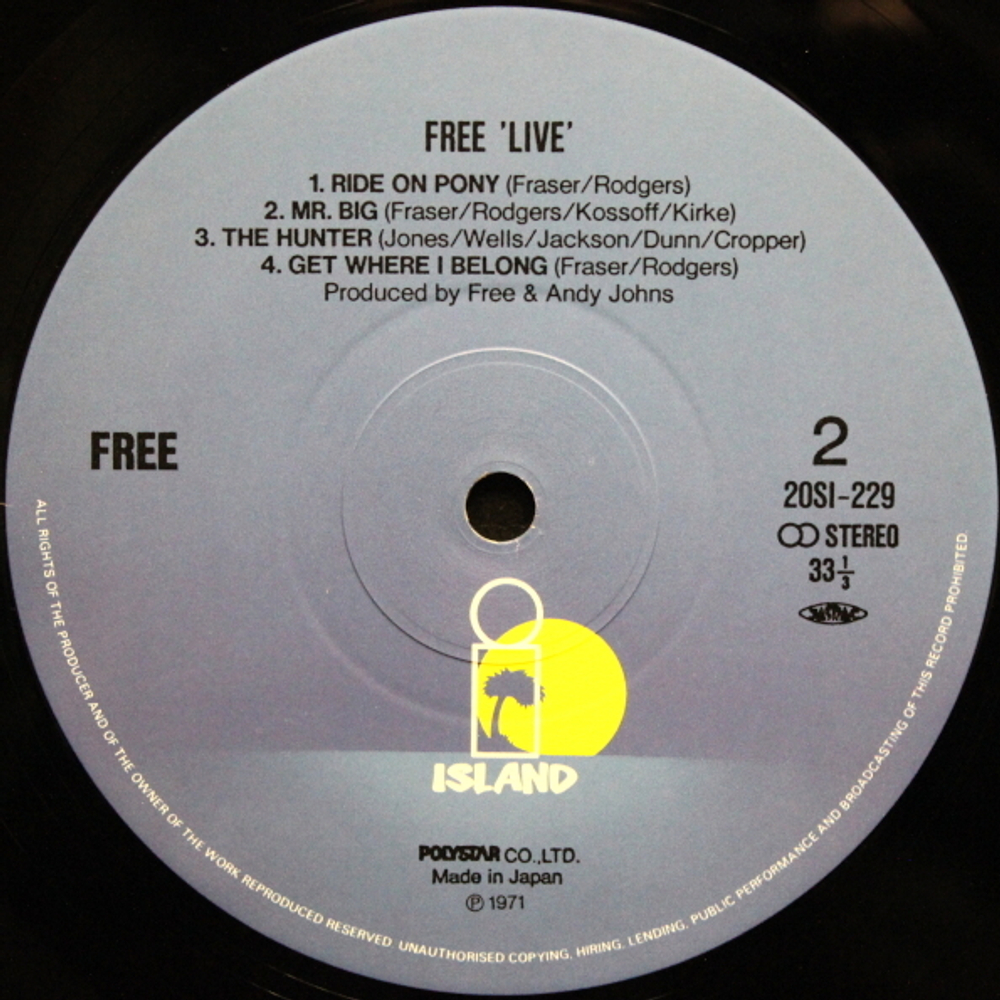 FREE 'LIVE'
1. RIDE ON PONY (Fraser/Rodgers)
2. MR. BIG (Fraser/Rodgers/Kossoff/Kirke)
3. THE HUNTER (Jones/Wells/Jackson/Dunn/Cropper)
4. GET WHERE I BELONG (Fraser/Rodgers)
Produced by Free & Andy Johns
FREE
2
20SI-229
STEREO
33 1/3
JASRAC
ISLAND
POLYSTAR CO.,LTD.
Made in Japan
Ⓟ 1971
ALL RIGHTS OF THE PRODUCER AND OF THE OWNER OF THE WORK REPRODUCED RESERVED. UNAUTHORISED COPYING, HIRING, LENDING, PUBLIC PERFORMANCE AND BROADCASTING OF THIS RECORD PROHIBITED.